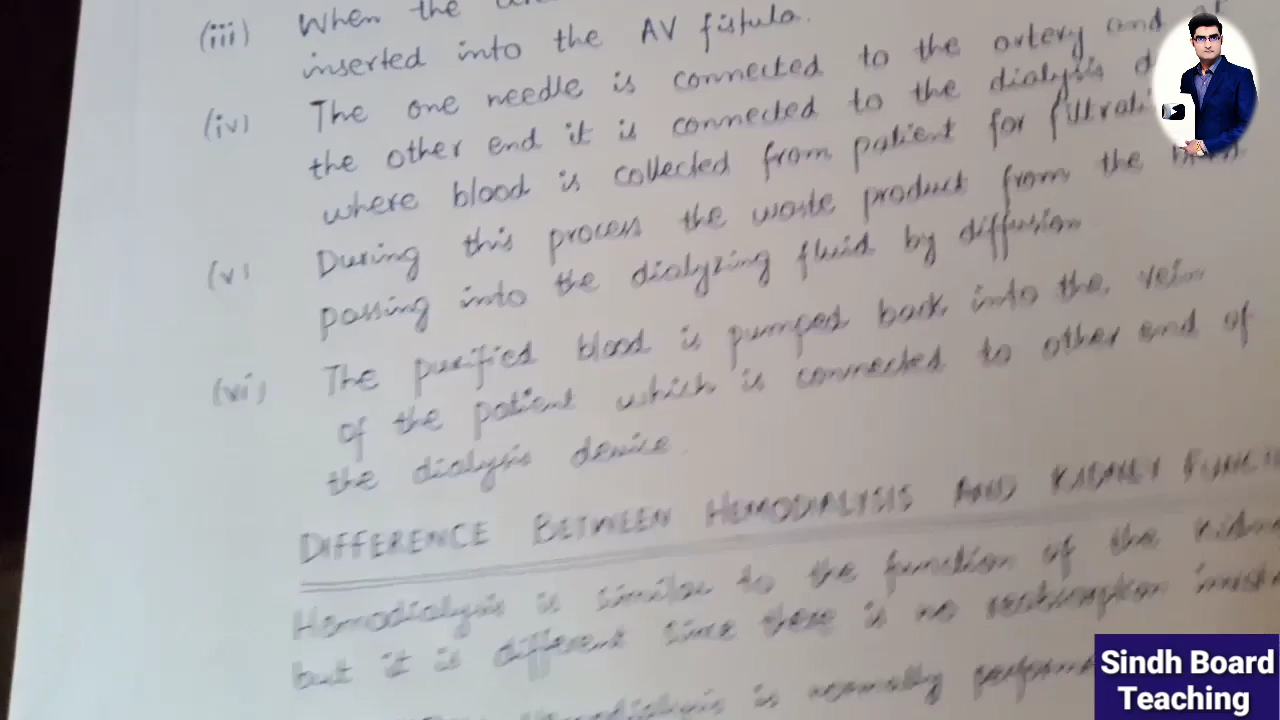 (iii) When the
inserted into the AV fistula.
(iv) The one needle is connected to the artery and at
the other end it is connected to the dialysis
where blood is collected from patient for
(v) During this process the waste product from the
passing into the dialyzing fluid by diffusion
(vi) The purified blood is pumped back into the vein
of the patient which is connected to other end of
the dialysis device.
DIFFERENCE BETWEEN HEMODIALYSIS AND KIDNEY
Hemodialysis is similar to the function of the
but it is different since there is no
Hemodialysis is normally
Sindh Board
Teaching